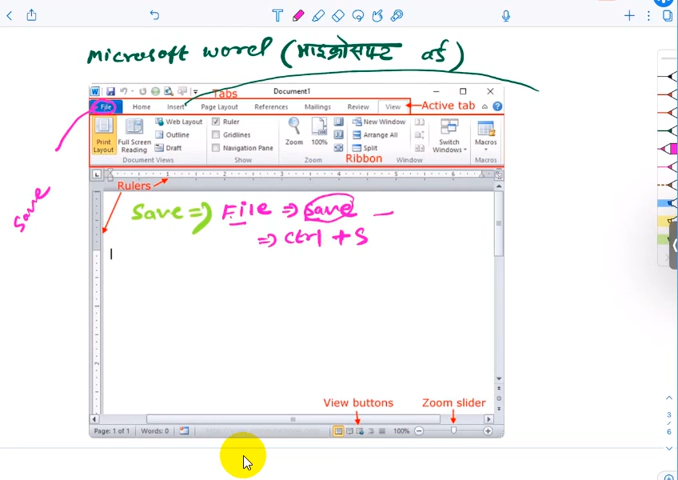 Microsoft word (माइक्रोसफ्ट वर्ड)
Tabs
Document1
File Home Insert Page Layout References Mailings Review View
Active tab
Print Layout
Full Screen Reading
Web Layout
Outline
Draft
Document Views
Ruler
Gridlines
Navigation Pane
Show
Zoom
100%
Zoom
New Window
Arrange All
Split
Window
Switch Windows
Macros
Macros
Ribbon
Rulers
save
Save => File => Save —
=> Ctrl + S
View buttons
Zoom slider
Page: 1 of 1 Words: 0
100%
3
/
6